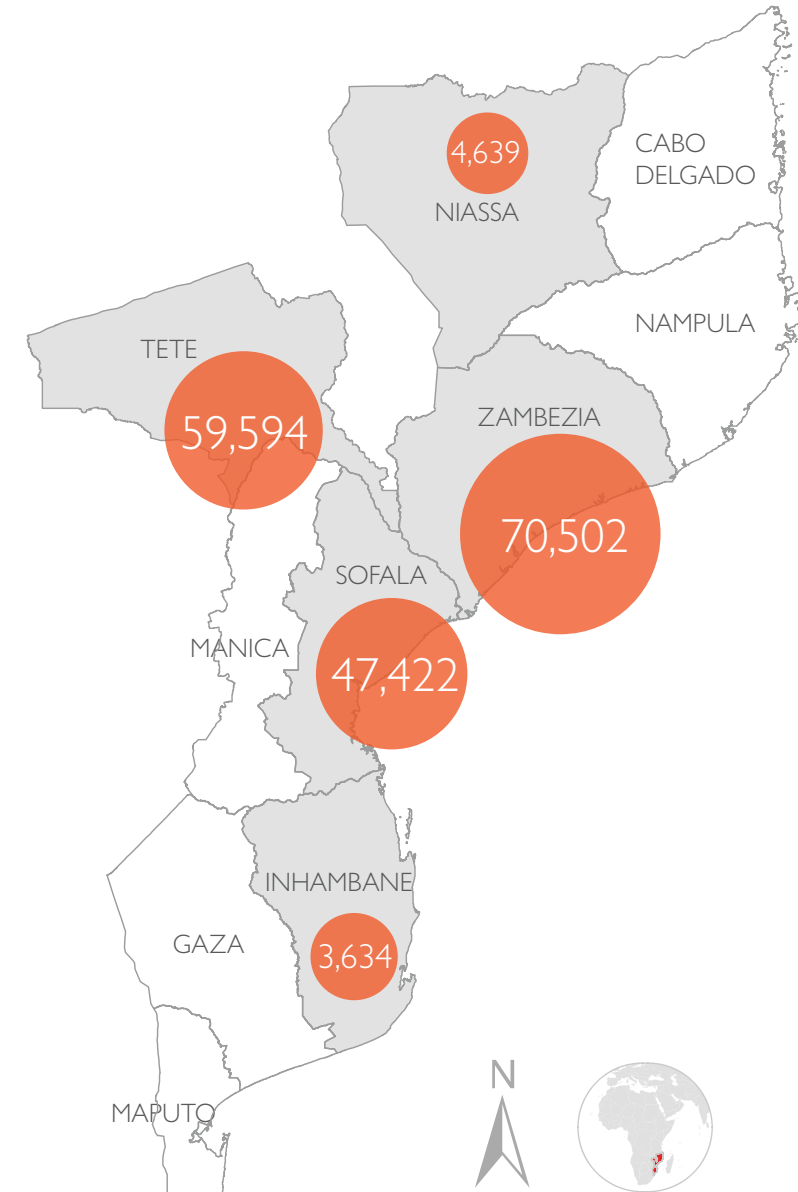 CABO
DELGADO
4,639
NIASSA
NAMPULA
TETE
59,594
ZAMBEZIA
70,502
SOFALA
MANICA
47,422
INHAMBANE
GAZA
3,634
N
MAPUTO